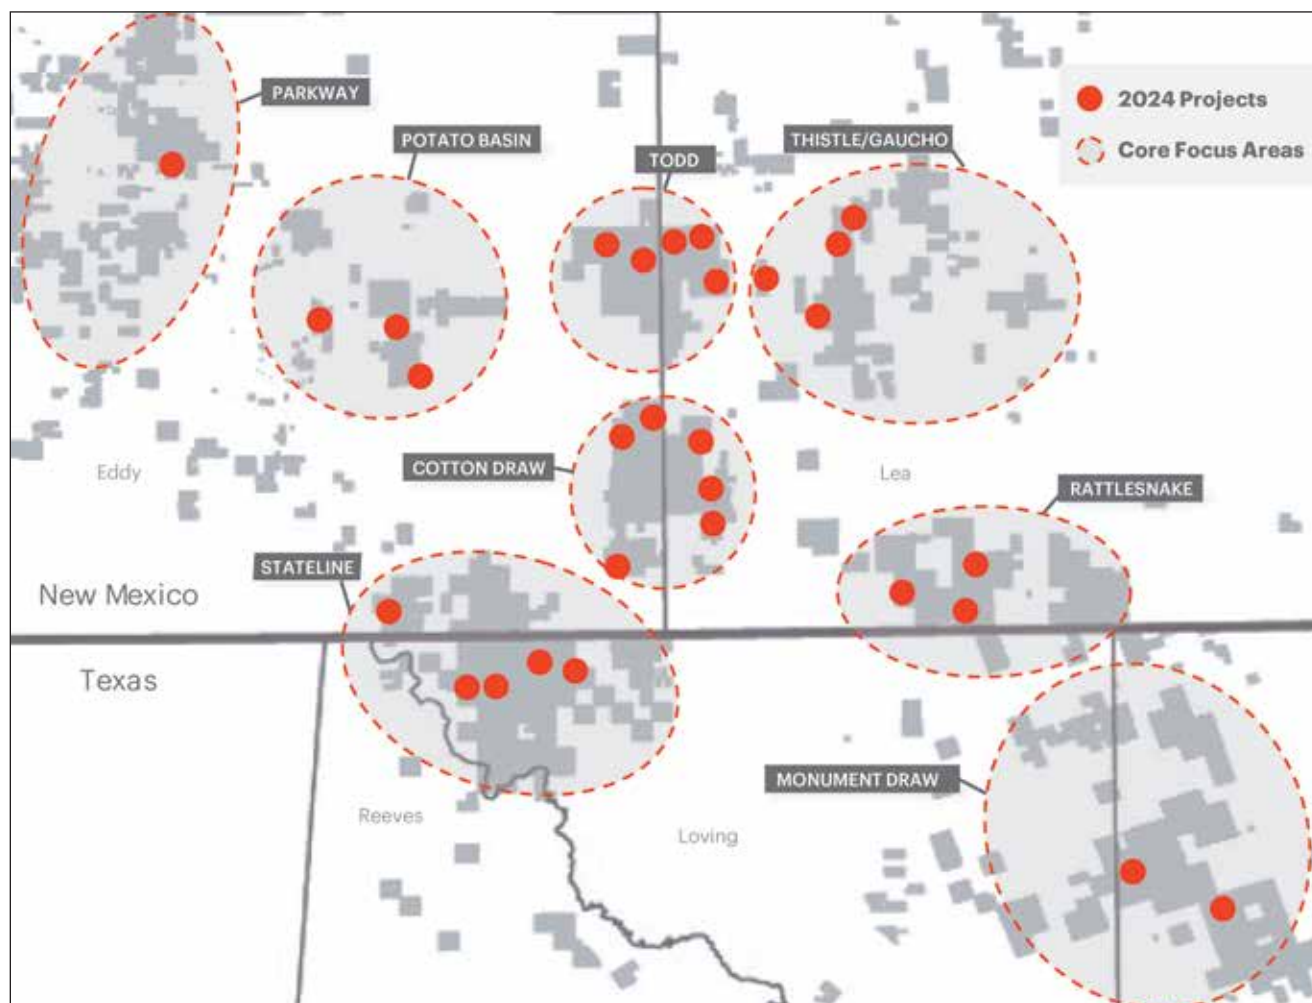 PARKWAY
POTATO BASIN
TODD
THISTLE/GAUCHO
2024 Projects
Core Focus Areas
Eddy
COTTON DRAW
Lea
RATTLESNAKE
STATELINE
New Mexico
Texas
MONUMENT DRAW
Reeves
Loving